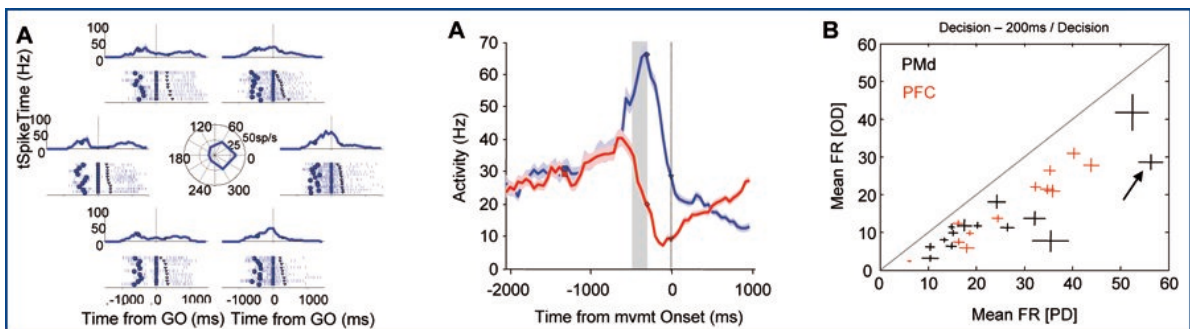 A
tSpikeTime (Hz)
100
50
0
100
50
0
100
50
0
120 60
50sp/s
25
180 0
240 300
-1000 0 1000
-1000 0 1000
Time from GO (ms) Time from GO (ms)
A
Activity (Hz)
70
60
50
40
30
20
10
0
-2000 -1000 0 1000
Time from mvmt Onset (ms)
B
Decision – 200ms / Decision
PMd
PFC
Mean FR [OD]
60
50
40
30
20
10
0
0 10 20 30 40 50 60
Mean FR [PD]